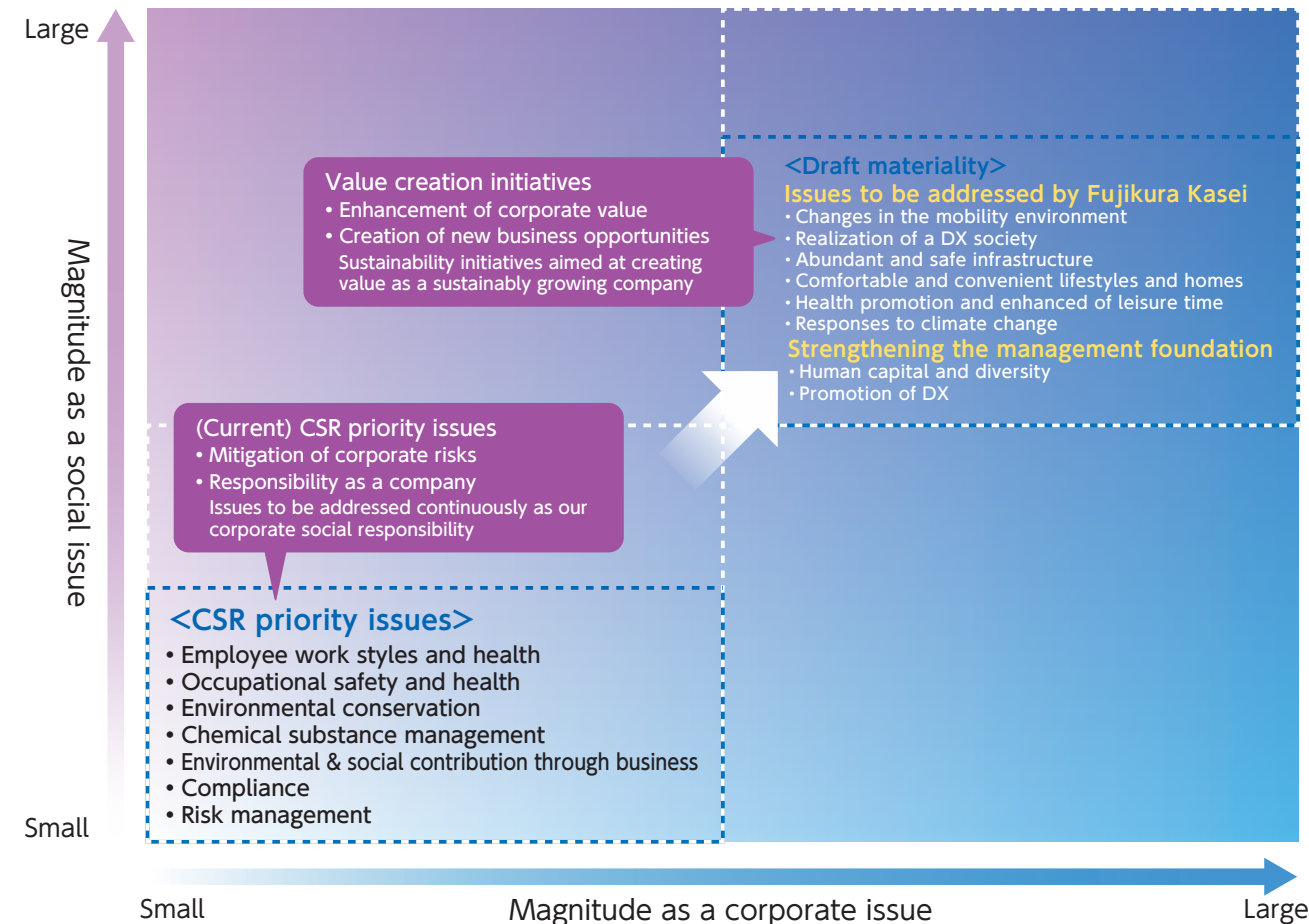 Large
Magnitude as a social issue
Small
Value creation initiatives
• Enhancement of corporate value
• Creation of new business opportunities
Sustainability initiatives aimed at creating
value as a sustainably growing company
<Draft materiality>
Issues to be addressed by Fujikura Kasei
・Changes in the mobility environment
・Realization of a DX society
・Abundant and safe infrastructure
・Comfortable and convenient lifestyles and homes
・Health promotion and enhanced of leisure time
・Responses to climate change
Strengthening the management foundation
・Human capital and diversity
・Promotion of DX
(Current) CSR priority issues
• Mitigation of corporate risks
• Responsibility as a company
Issues to be addressed continuously as our
corporate social responsibility
<CSR priority issues>
• Employee work styles and health
• Occupational safety and health
• Environmental conservation
• Chemical substance management
• Environmental & social contribution through business
• Compliance
• Risk management
Small
Magnitude as a corporate issue
Large